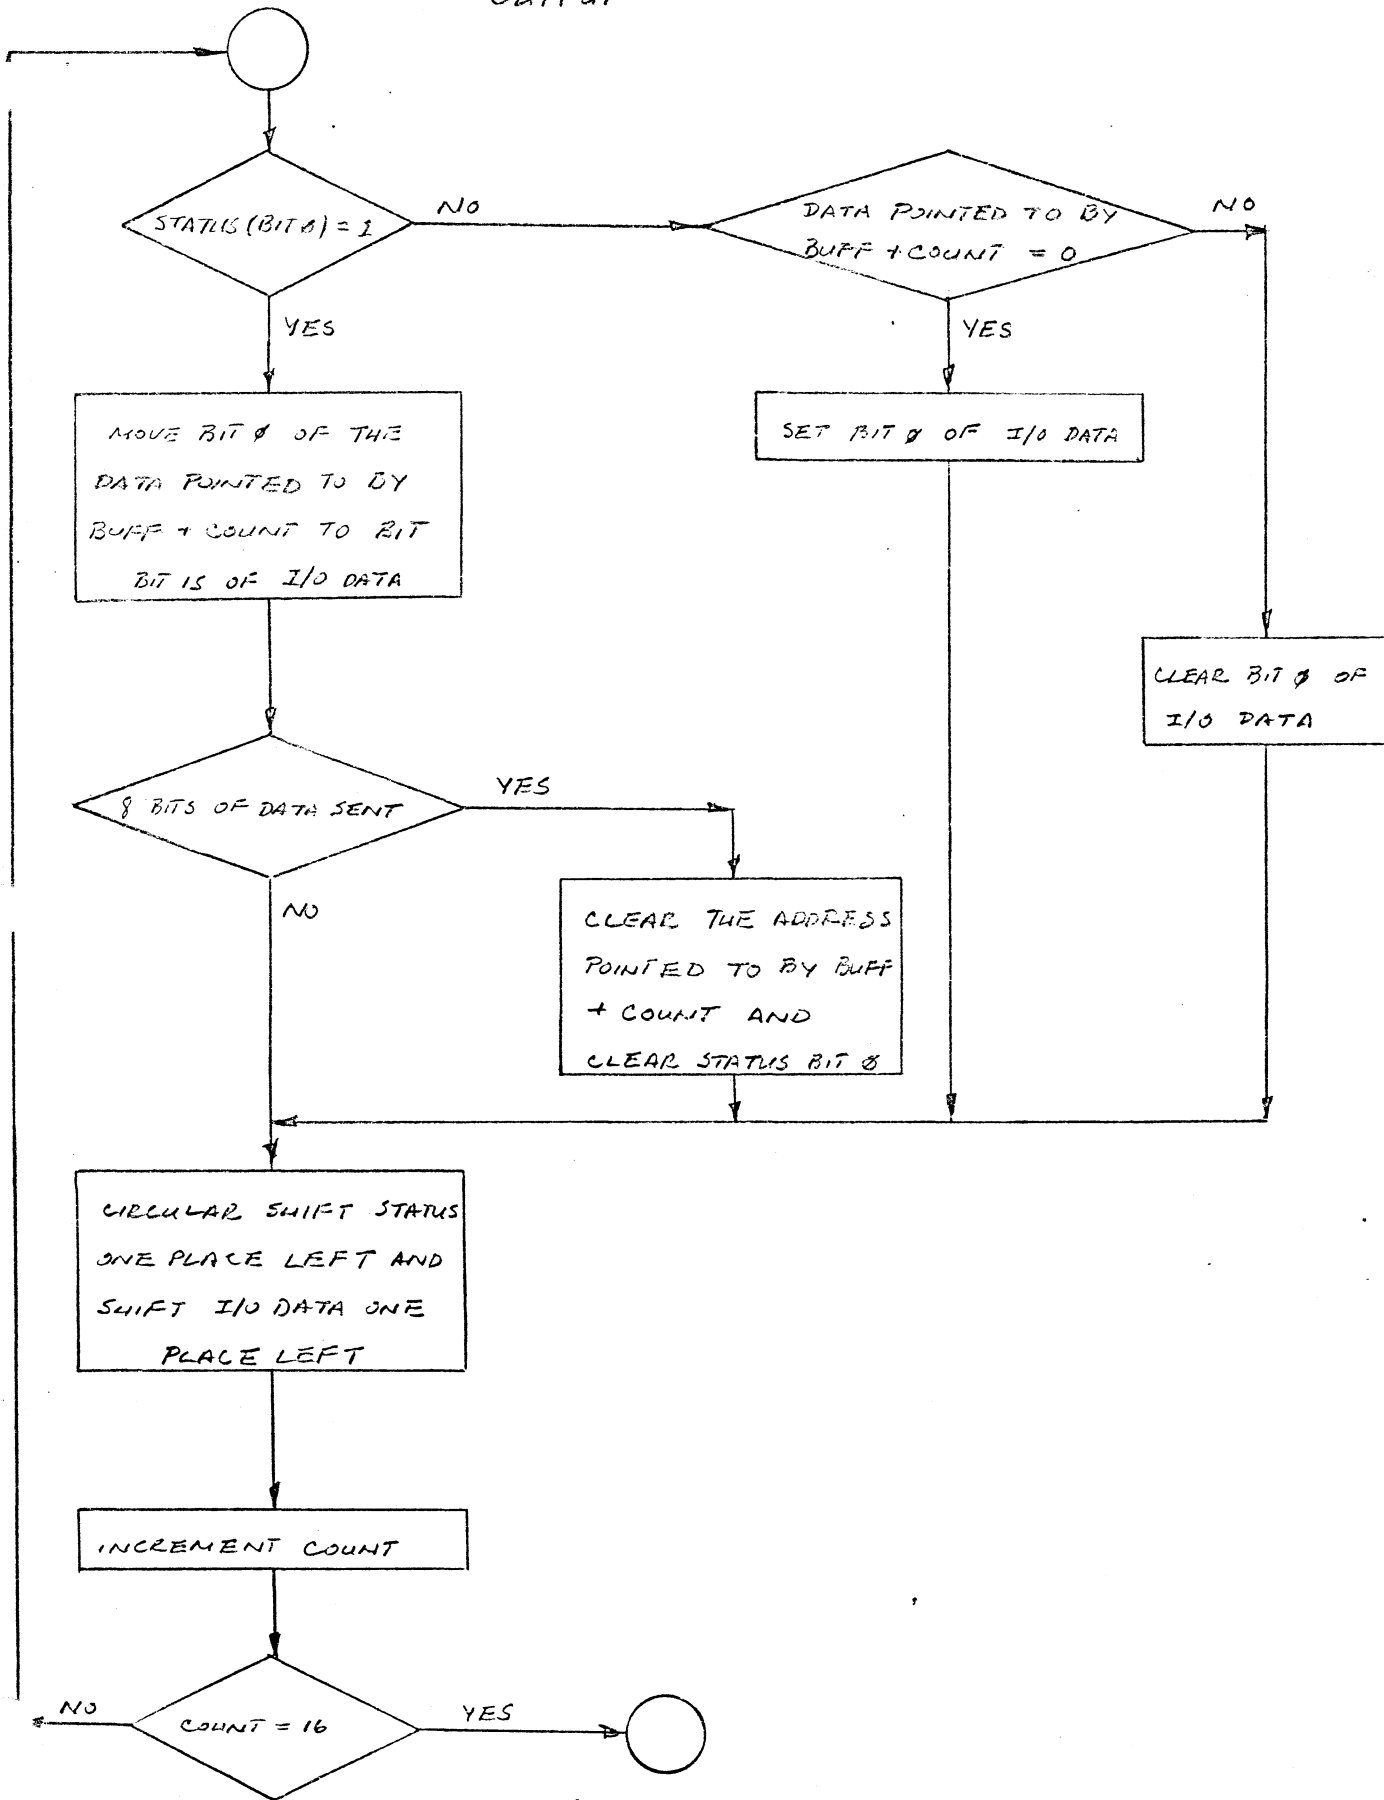 OUTPUT
STATUS (BIT Ø) = 1
NO
DATA POINTED TO BY
BUFF + COUNT = 0
NO
YES
YES
MOVE BIT Ø OF THE
DATA POINTED TO BY
BUFF + COUNT TO BIT
BIT 15 OF I/O DATA
SET BIT Ø OF I/O DATA
CLEAR BIT Ø OF
I/O DATA
8 BITS OF DATA SENT
YES
NO
CLEAR THE ADDRESS
POINTED TO BY BUFF
+ COUNT AND
CLEAR STATUS BIT Ø
CIRCULAR SHIFT STATUS
ONE PLACE LEFT AND
SHIFT I/O DATA ONE
PLACE LEFT
INCREMENT COUNT
NO
COUNT = 16
YES